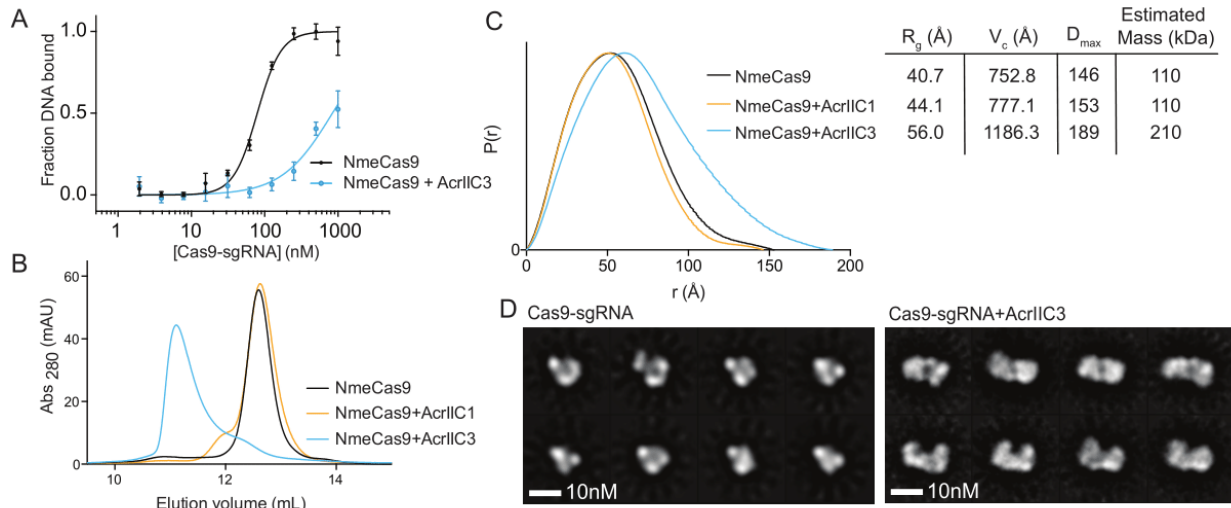 A
1.0
0.5
0.0
Fraction DNA bound
NmeCas9
NmeCas9 + AcrIIC3
1 10 100 1000
[Cas9-sgRNA] (nM)
B
60
40
20
0
Abs 280 (mAU)
NmeCas9
NmeCas9+AcrIIC1
NmeCas9+AcrIIC3
10 12 14
Elution volume (mL)
C
P(r)
0
NmeCas9
NmeCas9+AcrIIC1
NmeCas9+AcrIIC3
0 50 100 150 200
r (Å)
Rg (Å) Vc (Å) Dmax Estimated Mass (kDa)
40.7 752.8 146 110
44.1 777.1 153 110
56.0 1186.3 189 210
D
Cas9-sgRNA
10nM
Cas9-sgRNA+AcrIIC3
10nM